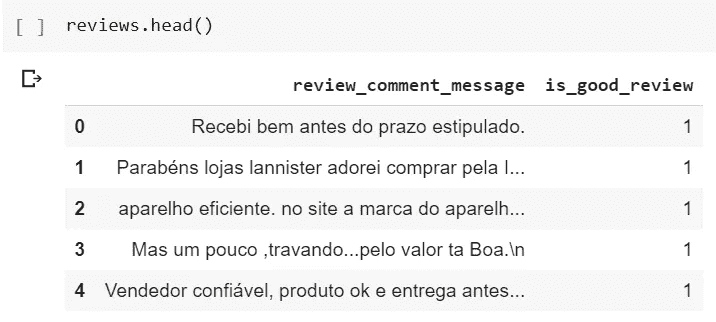 [ ] reviews.head()
review_comment_message is_good_review
0 Recebi bem antes do prazo estipulado. 1
1 Parabéns lojas lannister adorei comprar pela I... 1
2 aparelho eficiente. no site a marca do aparelh... 1
3 Mas um pouco ,travando...pelo valor ta Boa.\n 1
4 Vendedor confiável, produto ok e entrega antes... 1